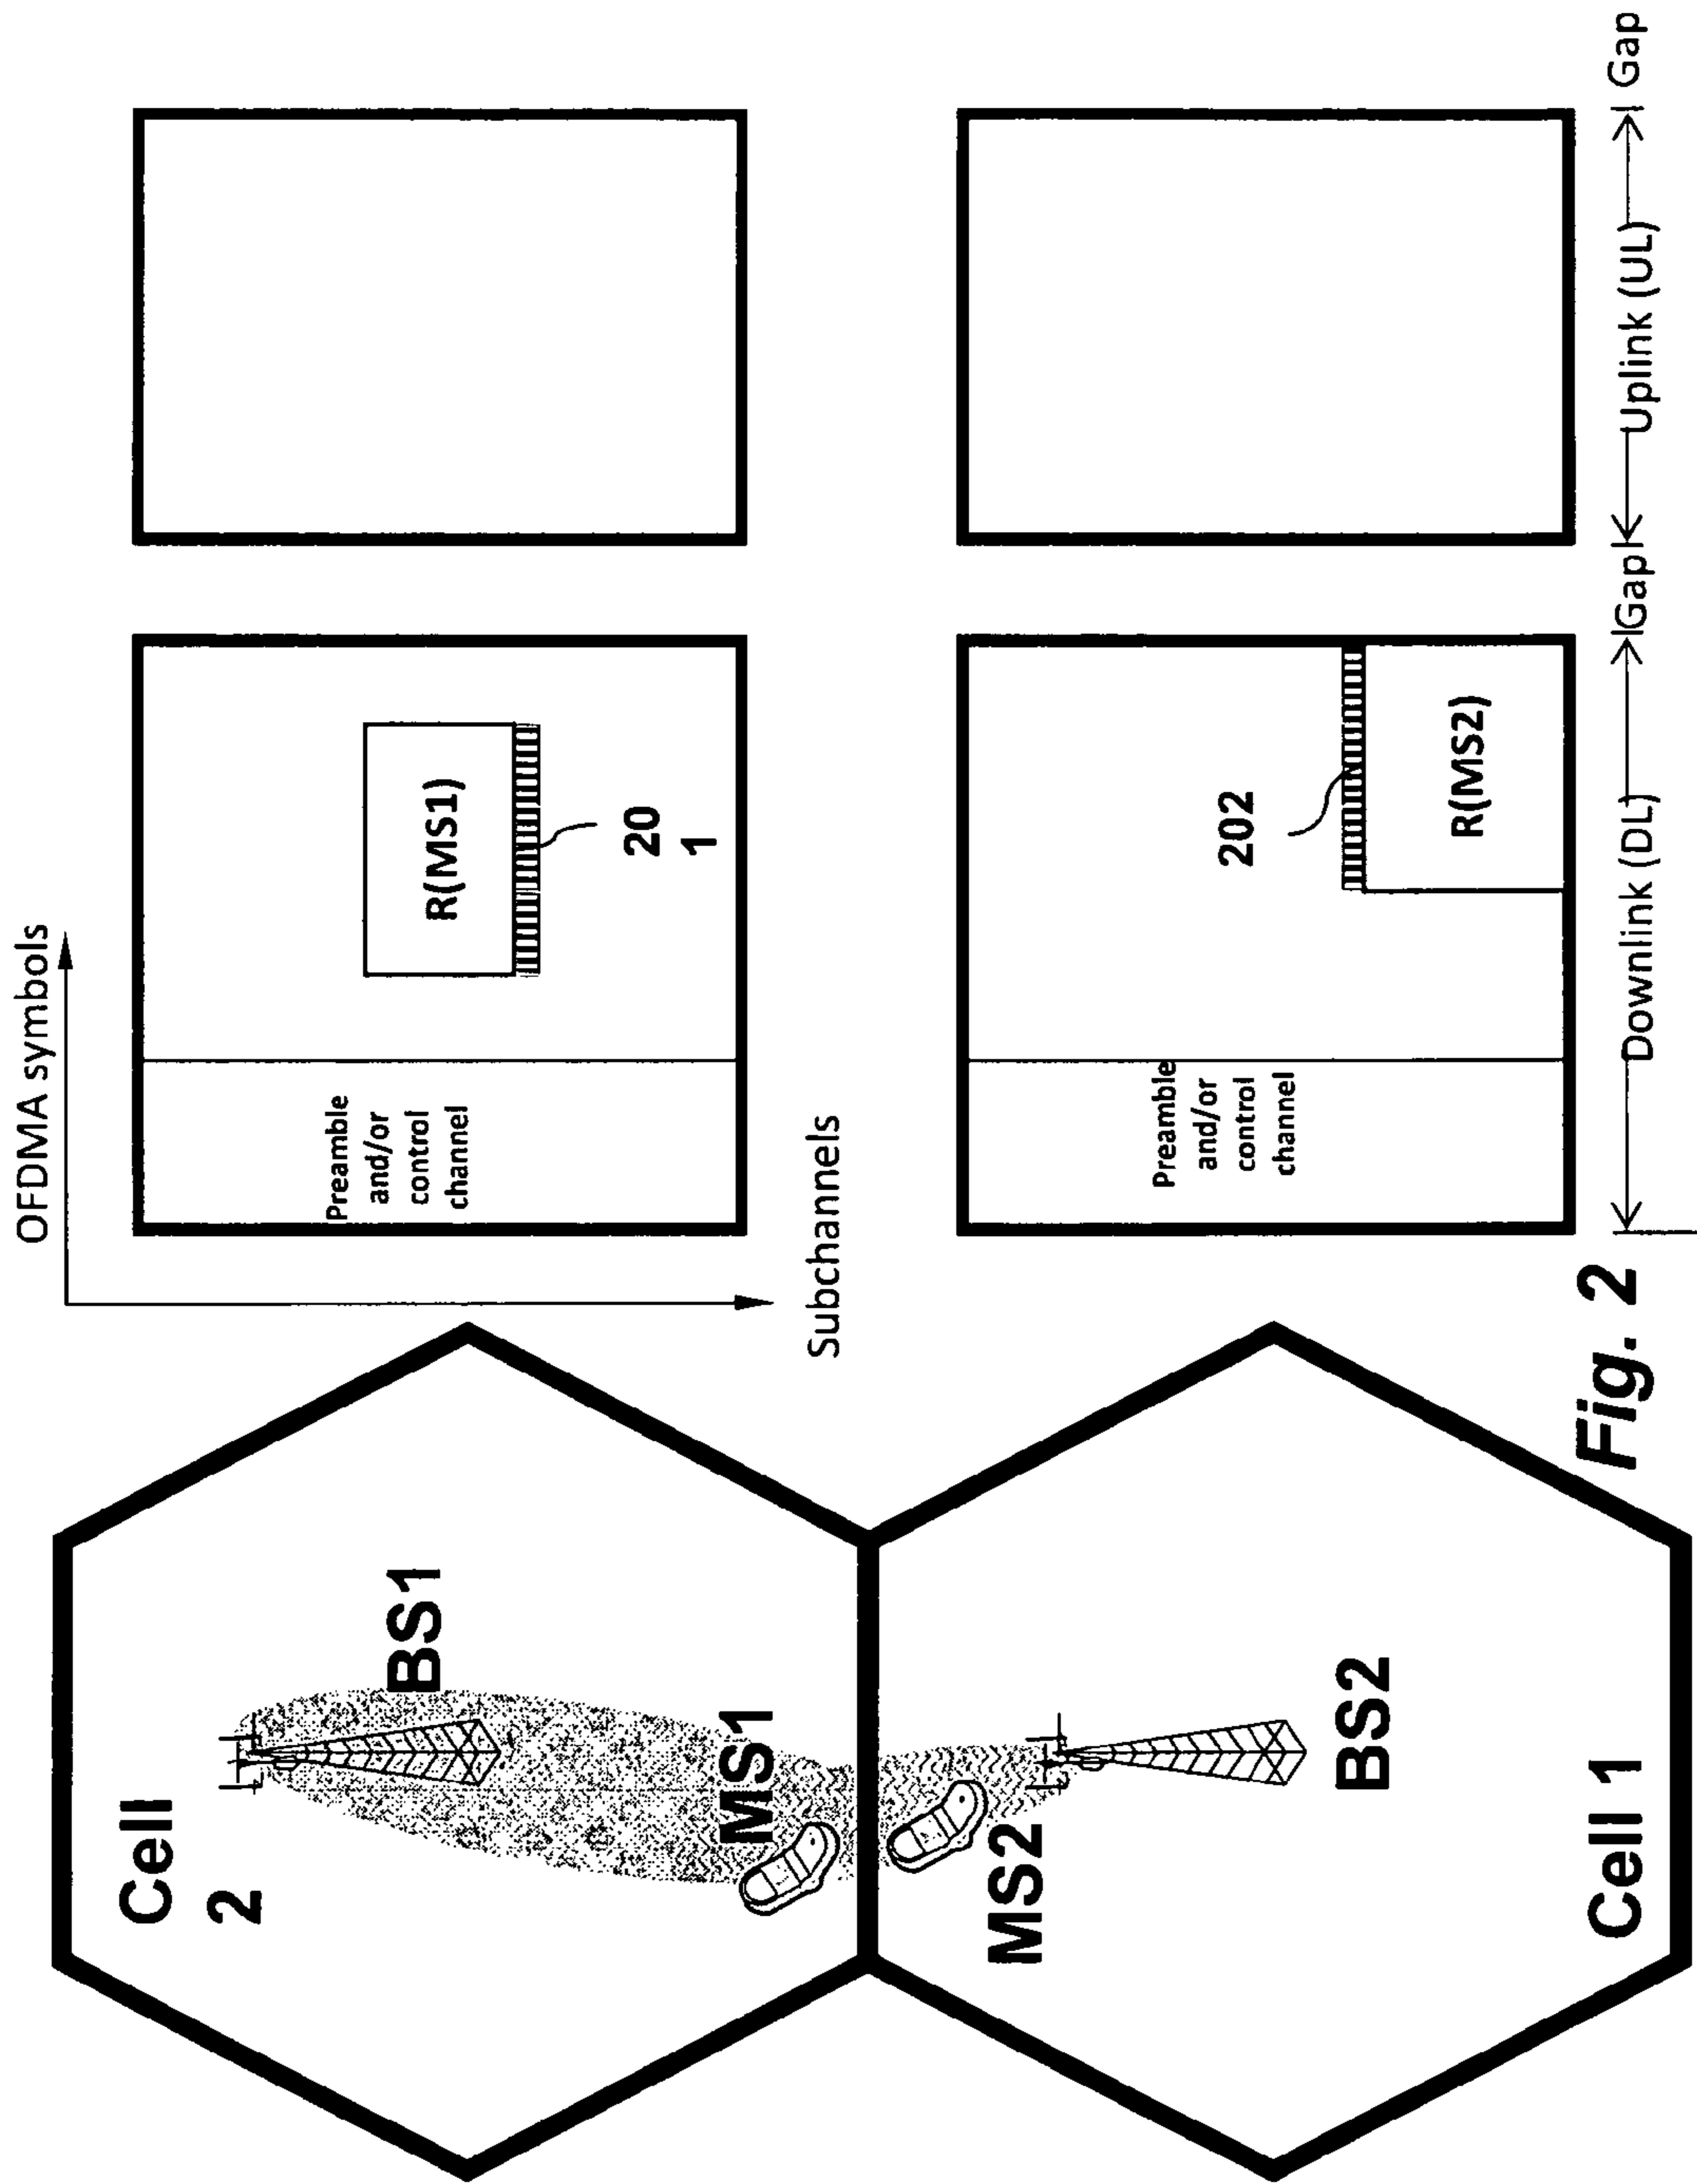 OFDMA symbols
Subchannels
Cell
2
BS1
MS1
Preamble
and/or
control
channel
R(MS1)
20
1
MS2
BS2
Cell 1
Preamble
and/or
control
channel
202
R(MS2)
Downlink (DL)
Gap
Uplink (UL)
Gap
Fig. 2